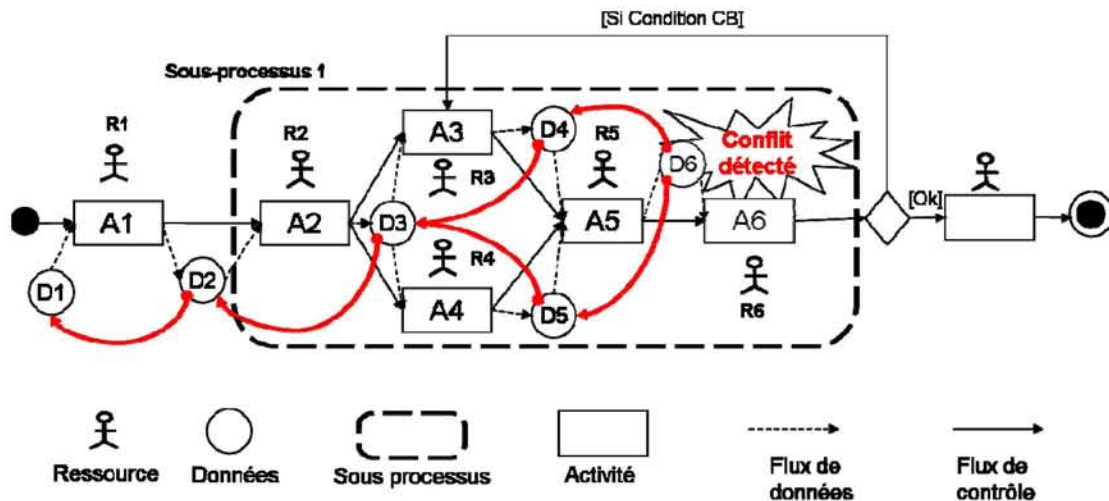 [Si Condition CB]
Sous-processus 1
R1
R2
A3
D4
R5
Conflit
détecté
D6
R3
[Ok]
A1
A2
D3
A5
A6
R4
D1
D2
A4
D5
R6
Ressource
Données
Sous processus
Activité
Flux de
données
Flux de
contrôle